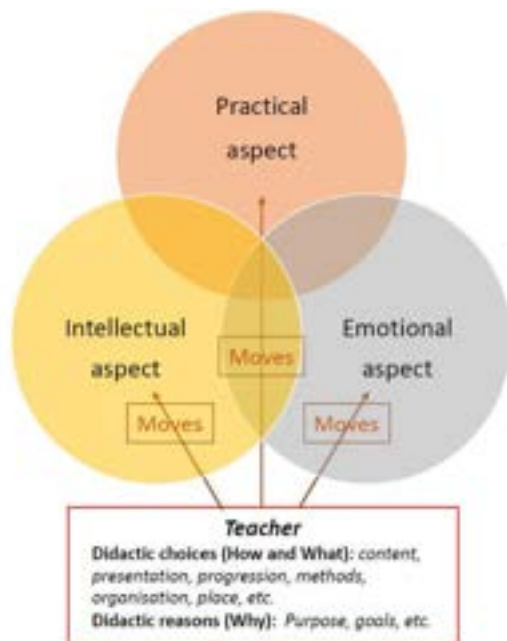 Practical
aspect
Intellectual
aspect
Emotional
aspect
Moves
Moves
Moves
Teacher
Didactic choices (How and What): content,
presentation, progression, methods,
organisation, place, etc.
Didactic reasons (Why): Purpose, goals, etc.